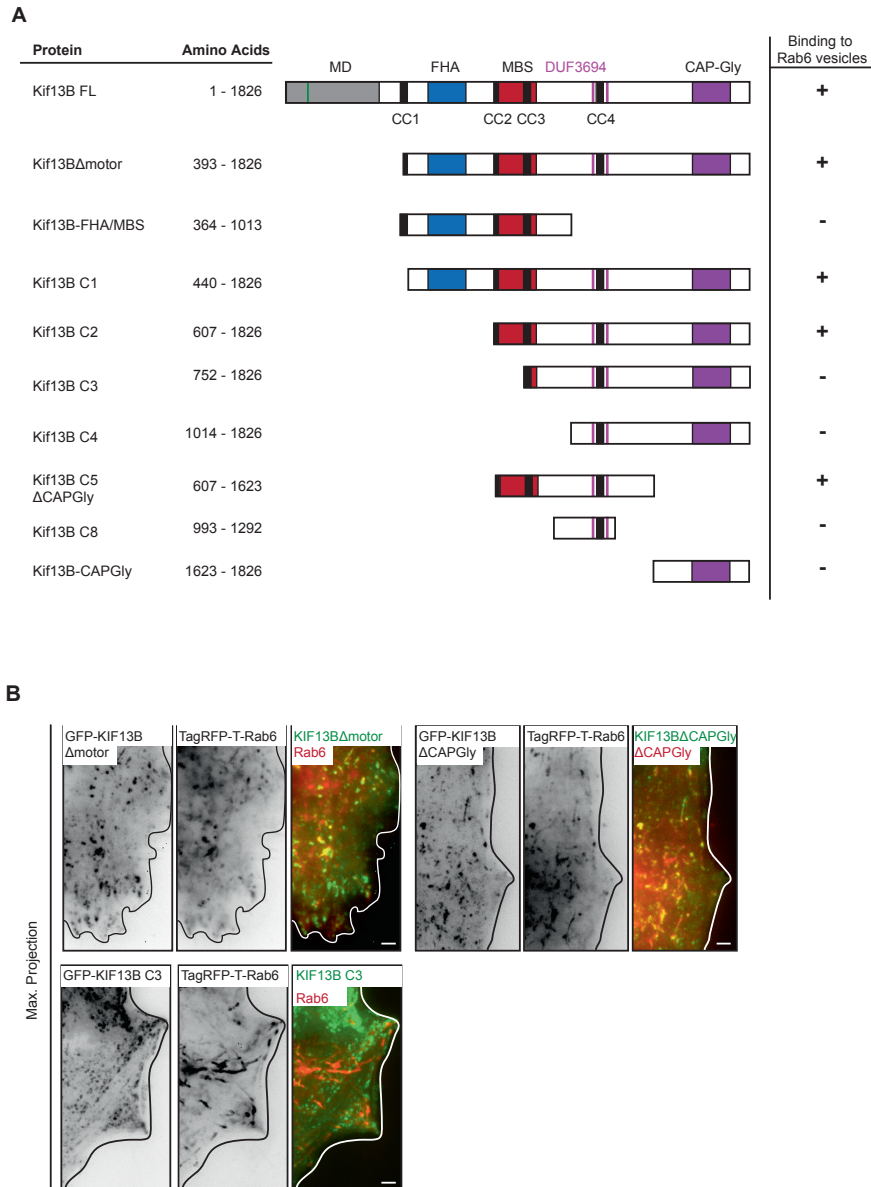 A
Protein Amino Acids
MD FHA MBS DUF3694 CAP-Gly
Binding to
Rab6 vesicles
Kif13B FL 1 - 1826 +
CC1 CC2 CC3 CC4
Kif13BΔmotor 393 - 1826 +
Kif13B-FHA/MBS 364 - 1013 -
Kif13B C1 440 - 1826 +
Kif13B C2 607 - 1826 +
Kif13B C3 752 - 1826 -
Kif13B C4 1014 - 1826 -
Kif13B C5 607 - 1623 +
ΔCAPGly
Kif13B C8 993 - 1292 -
Kif13B-CAPGly 1623 - 1826 -
B
Max. Projection
GFP-KIF13B
Δmotor
TagRFP-T-Rab6
KIF13BΔmotor
Rab6
GFP-KIF13B
ΔCAPGly
TagRFP-T-Rab6
KIF13BΔCAPGly
ΔCAPGly
GFP-KIF13B C3
TagRFP-T-Rab6
KIF13B C3
Rab6